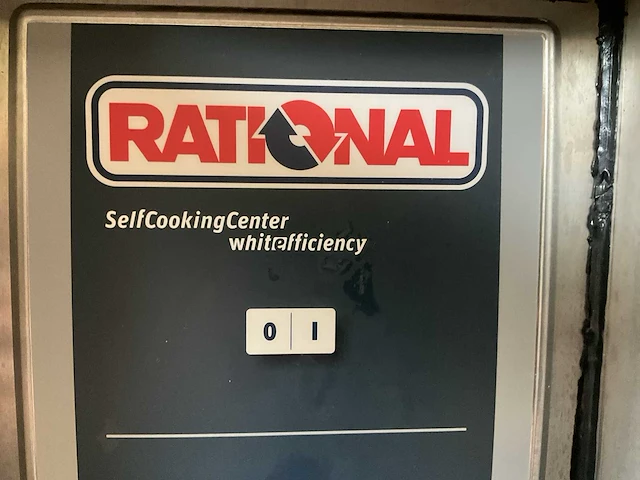 RATIONAL
SelfCookingCenter
whitefficiency
0 I